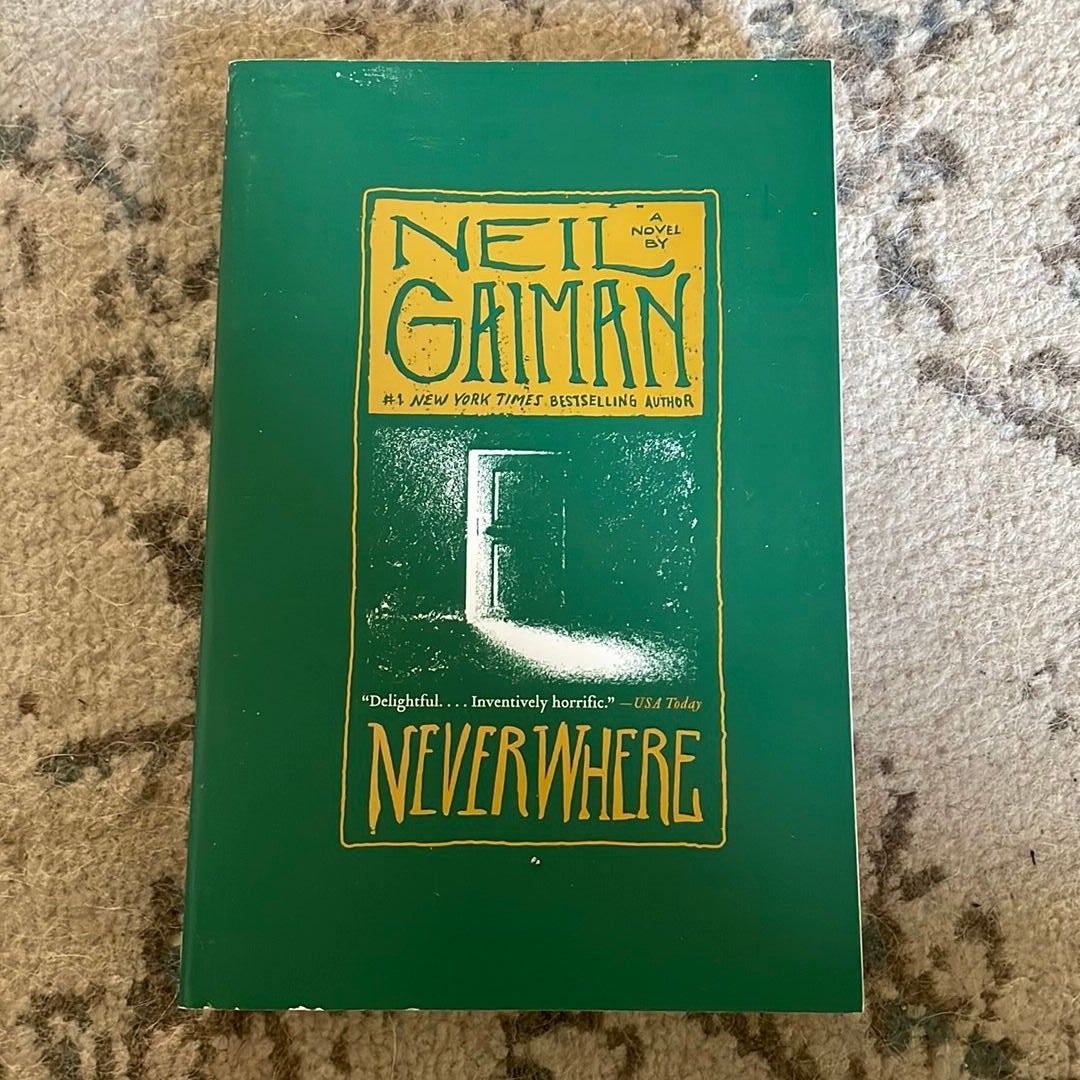 NEIL
A
NOVEL
BY
GAIMAN
#1 NEW YORK TIMES BESTSELLING AUTHOR
“Delightful. . . . Inventively horrific.” —USA Today
NEVERWHERE